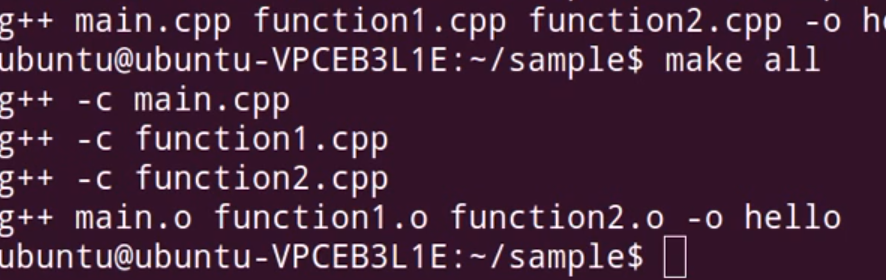 g++ main.cpp function1.cpp function2.cpp -o
ubuntu@ubuntu-VPCEB3L1E:~/sample$ make all
g++ -c main.cpp
g++ -c function1.cpp
g++ -c function2.cpp
g++ main.o function1.o function2.o -o hello
ubuntu@ubuntu-VPCEB3L1E:~/sample$